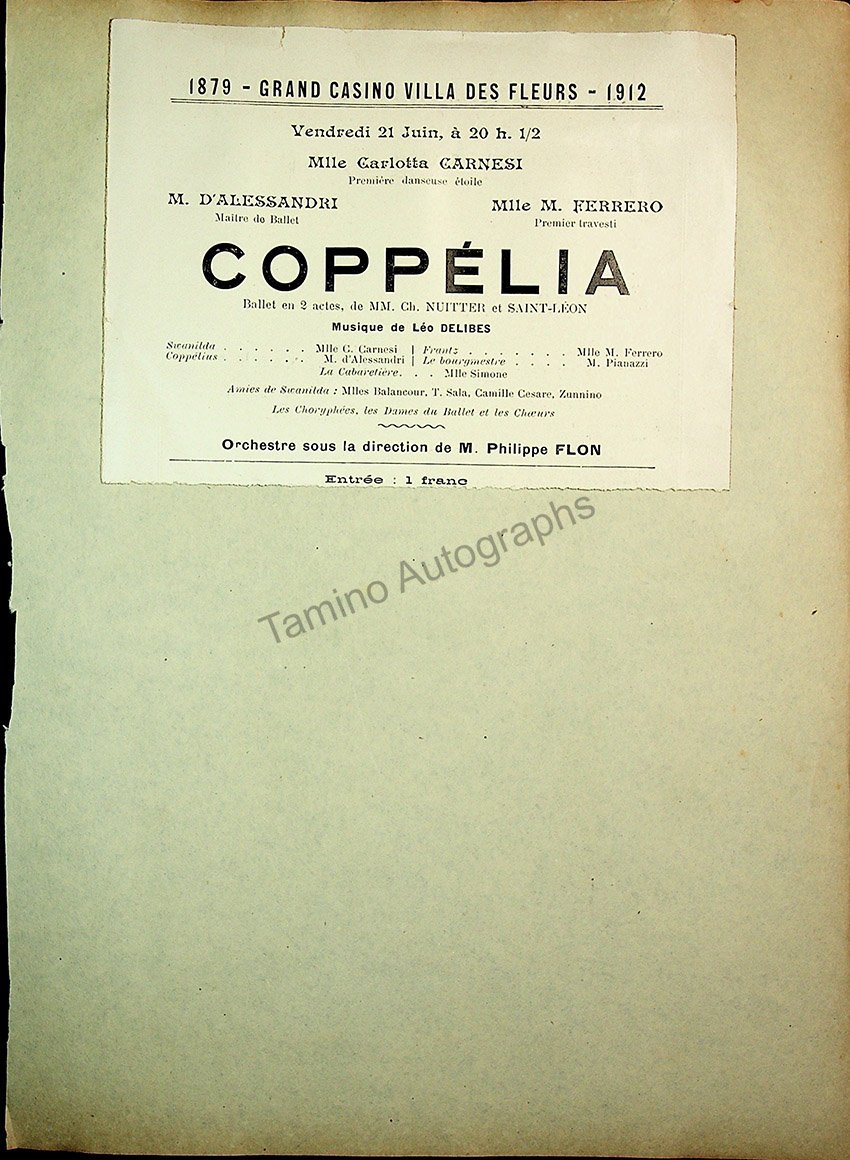 1879 - GRAND CASINO VILLA DES FLEURS - 1912
Vendredi 21 Juin, à 20 h. 1/2
Mlle Carlotta CARNESI
Première danseuse étoile
M. D'ALESSANDRI
Maître de Ballet
Mlle M. FERRERO
Premier travesti
COPPÉLIA
Ballet en 2 actes, de MM. Ch. NUITTER et SAINT-LÉON
Musique de Léo DELIBES
Swanilda . . . . . . Mlle C. Carnesi | Frantz . . . . . . . Mlle M. Ferrero
Coppélius . . . . . . M. d'Alessandri | Le bourgmestre . . . . M. Pianazzi
La Cabaretière. . . Mlle Simone
Amies de Swanilda : Mlles Balancour, T. Sala, Camille Cesare, Zunnino
Les Choryphées, les Dames du Ballet et les Chœurs
Orchestre sous la direction de M. Philippe FLON
Entrée : 1 franc
Tamino Autographs